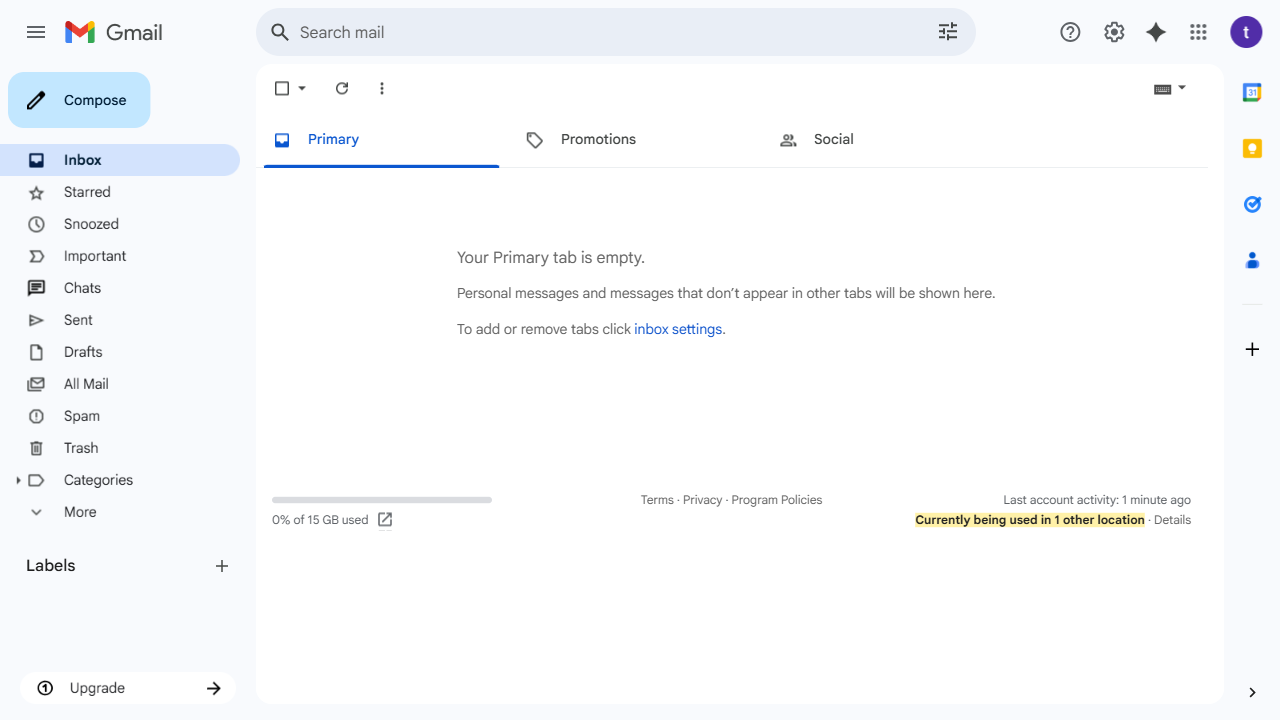 Gmail
Search mail
t
Compose
Inbox
Starred
Snoozed
Important
Chats
Sent
Drafts
All Mail
Spam
Trash
Categories
More
Labels
1 Upgrade
Primary
Promotions
Social
Your Primary tab is empty.
Personal messages and messages that don’t appear in other tabs will be shown here.
To add or remove tabs click inbox settings.
0% of 15 GB used
Terms · Privacy · Program Policies
Last account activity: 1 minute ago
Currently being used in 1 other location · Details
31